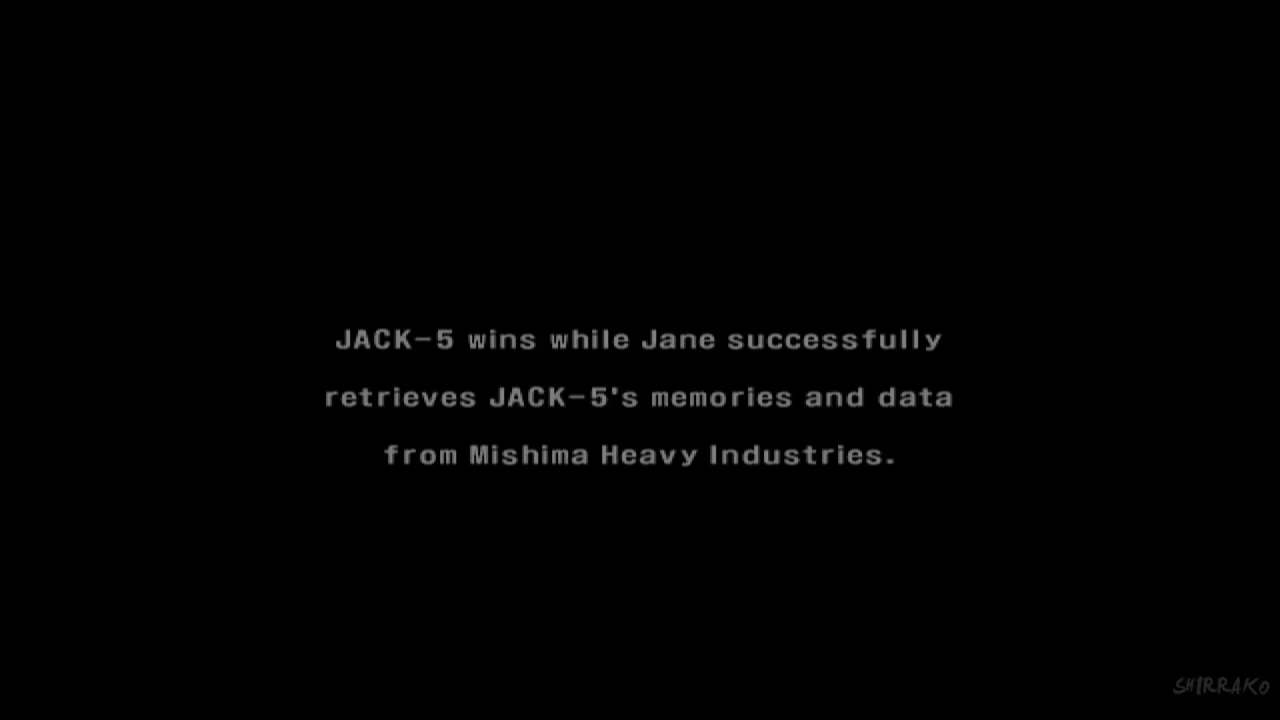 JACK-5 wins while Jane successfully
retrieves JACK-5's memories and data
from Mishima Heavy Industries.
SHIRRAKO